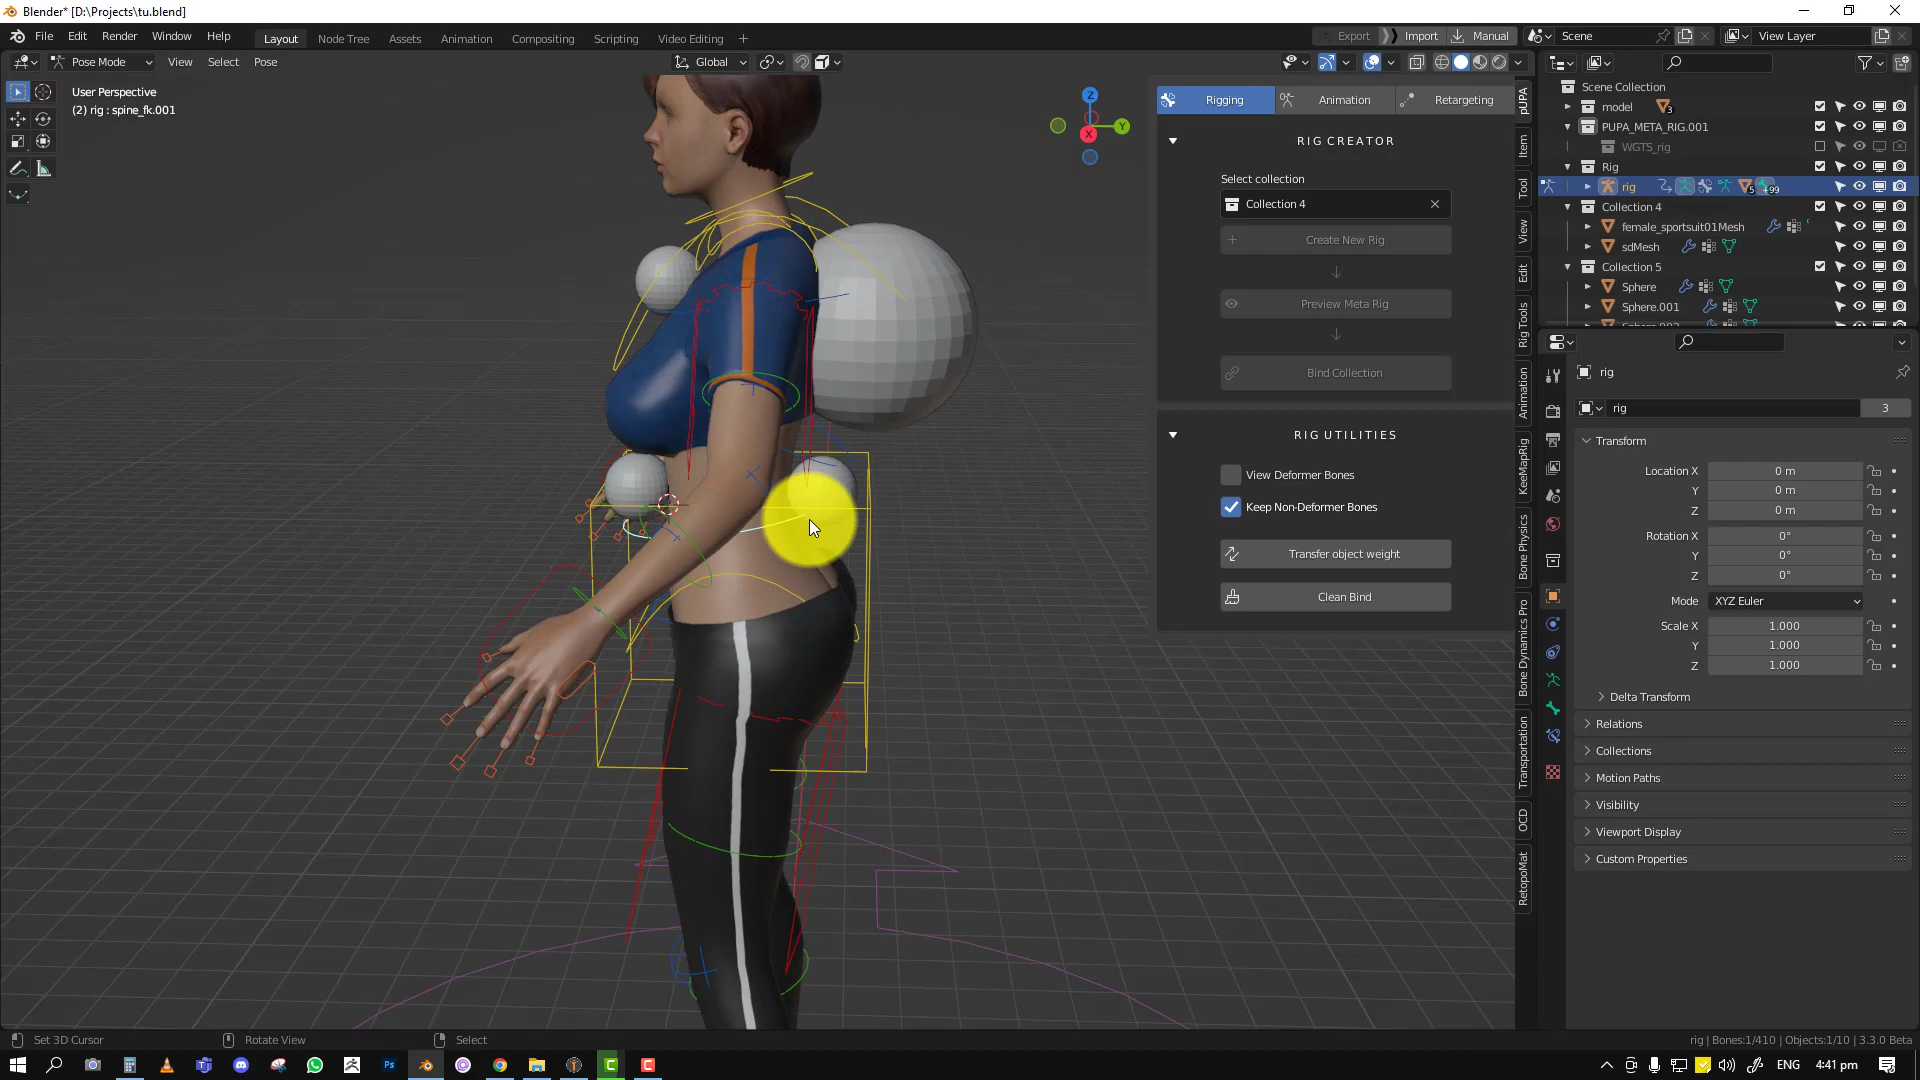 Blender* [D:\Projects\tu.blend]
File Edit Render Window Help Layout Node Tree Assets Animation Compositing Scripting Video Editing + Export Import Manual Scene View Layer
Pose Mode View Select Pose Global
User Perspective
(2) rig : spine_fk.001
Z
Y
X
Rigging Animation Retargeting
RIG CREATOR
Select collection
Collection 4
Create New Rig
Preview Meta Rig
Bind Collection
RIG UTILITIES
View Deformer Bones
Keep Non-Deformer Bones
Transfer object weight
Clean Bind
pUPA
Item
Tool
View
Edit
Rig Tools
Animation
KeeMapRig
Bone Physics
Bone Dynamics Pro
Transportation
OCD
RetopoMat
Scene Collection
model 3
PUPA_META_RIG.001
WGTS_rig
Rig
rig 5 +99
Collection 4
female_sportsuit01Mesh
sdMesh
Collection 5
Sphere
Sphere.001
rig
rig 3
Transform
Location X 0 m
Y 0 m
Z 0 m
Rotation X 0°
Y 0°
Z 0°
Mode XYZ Euler
Scale X 1.000
Y 1.000
Z 1.000
Delta Transform
Relations
Collections
Motion Paths
Visibility
Viewport Display
Custom Properties
Set 3D Cursor Rotate View Select rig | Bones:1/410 | Objects:1/10 | 3.3.0 Beta
ENG 4:41 pm